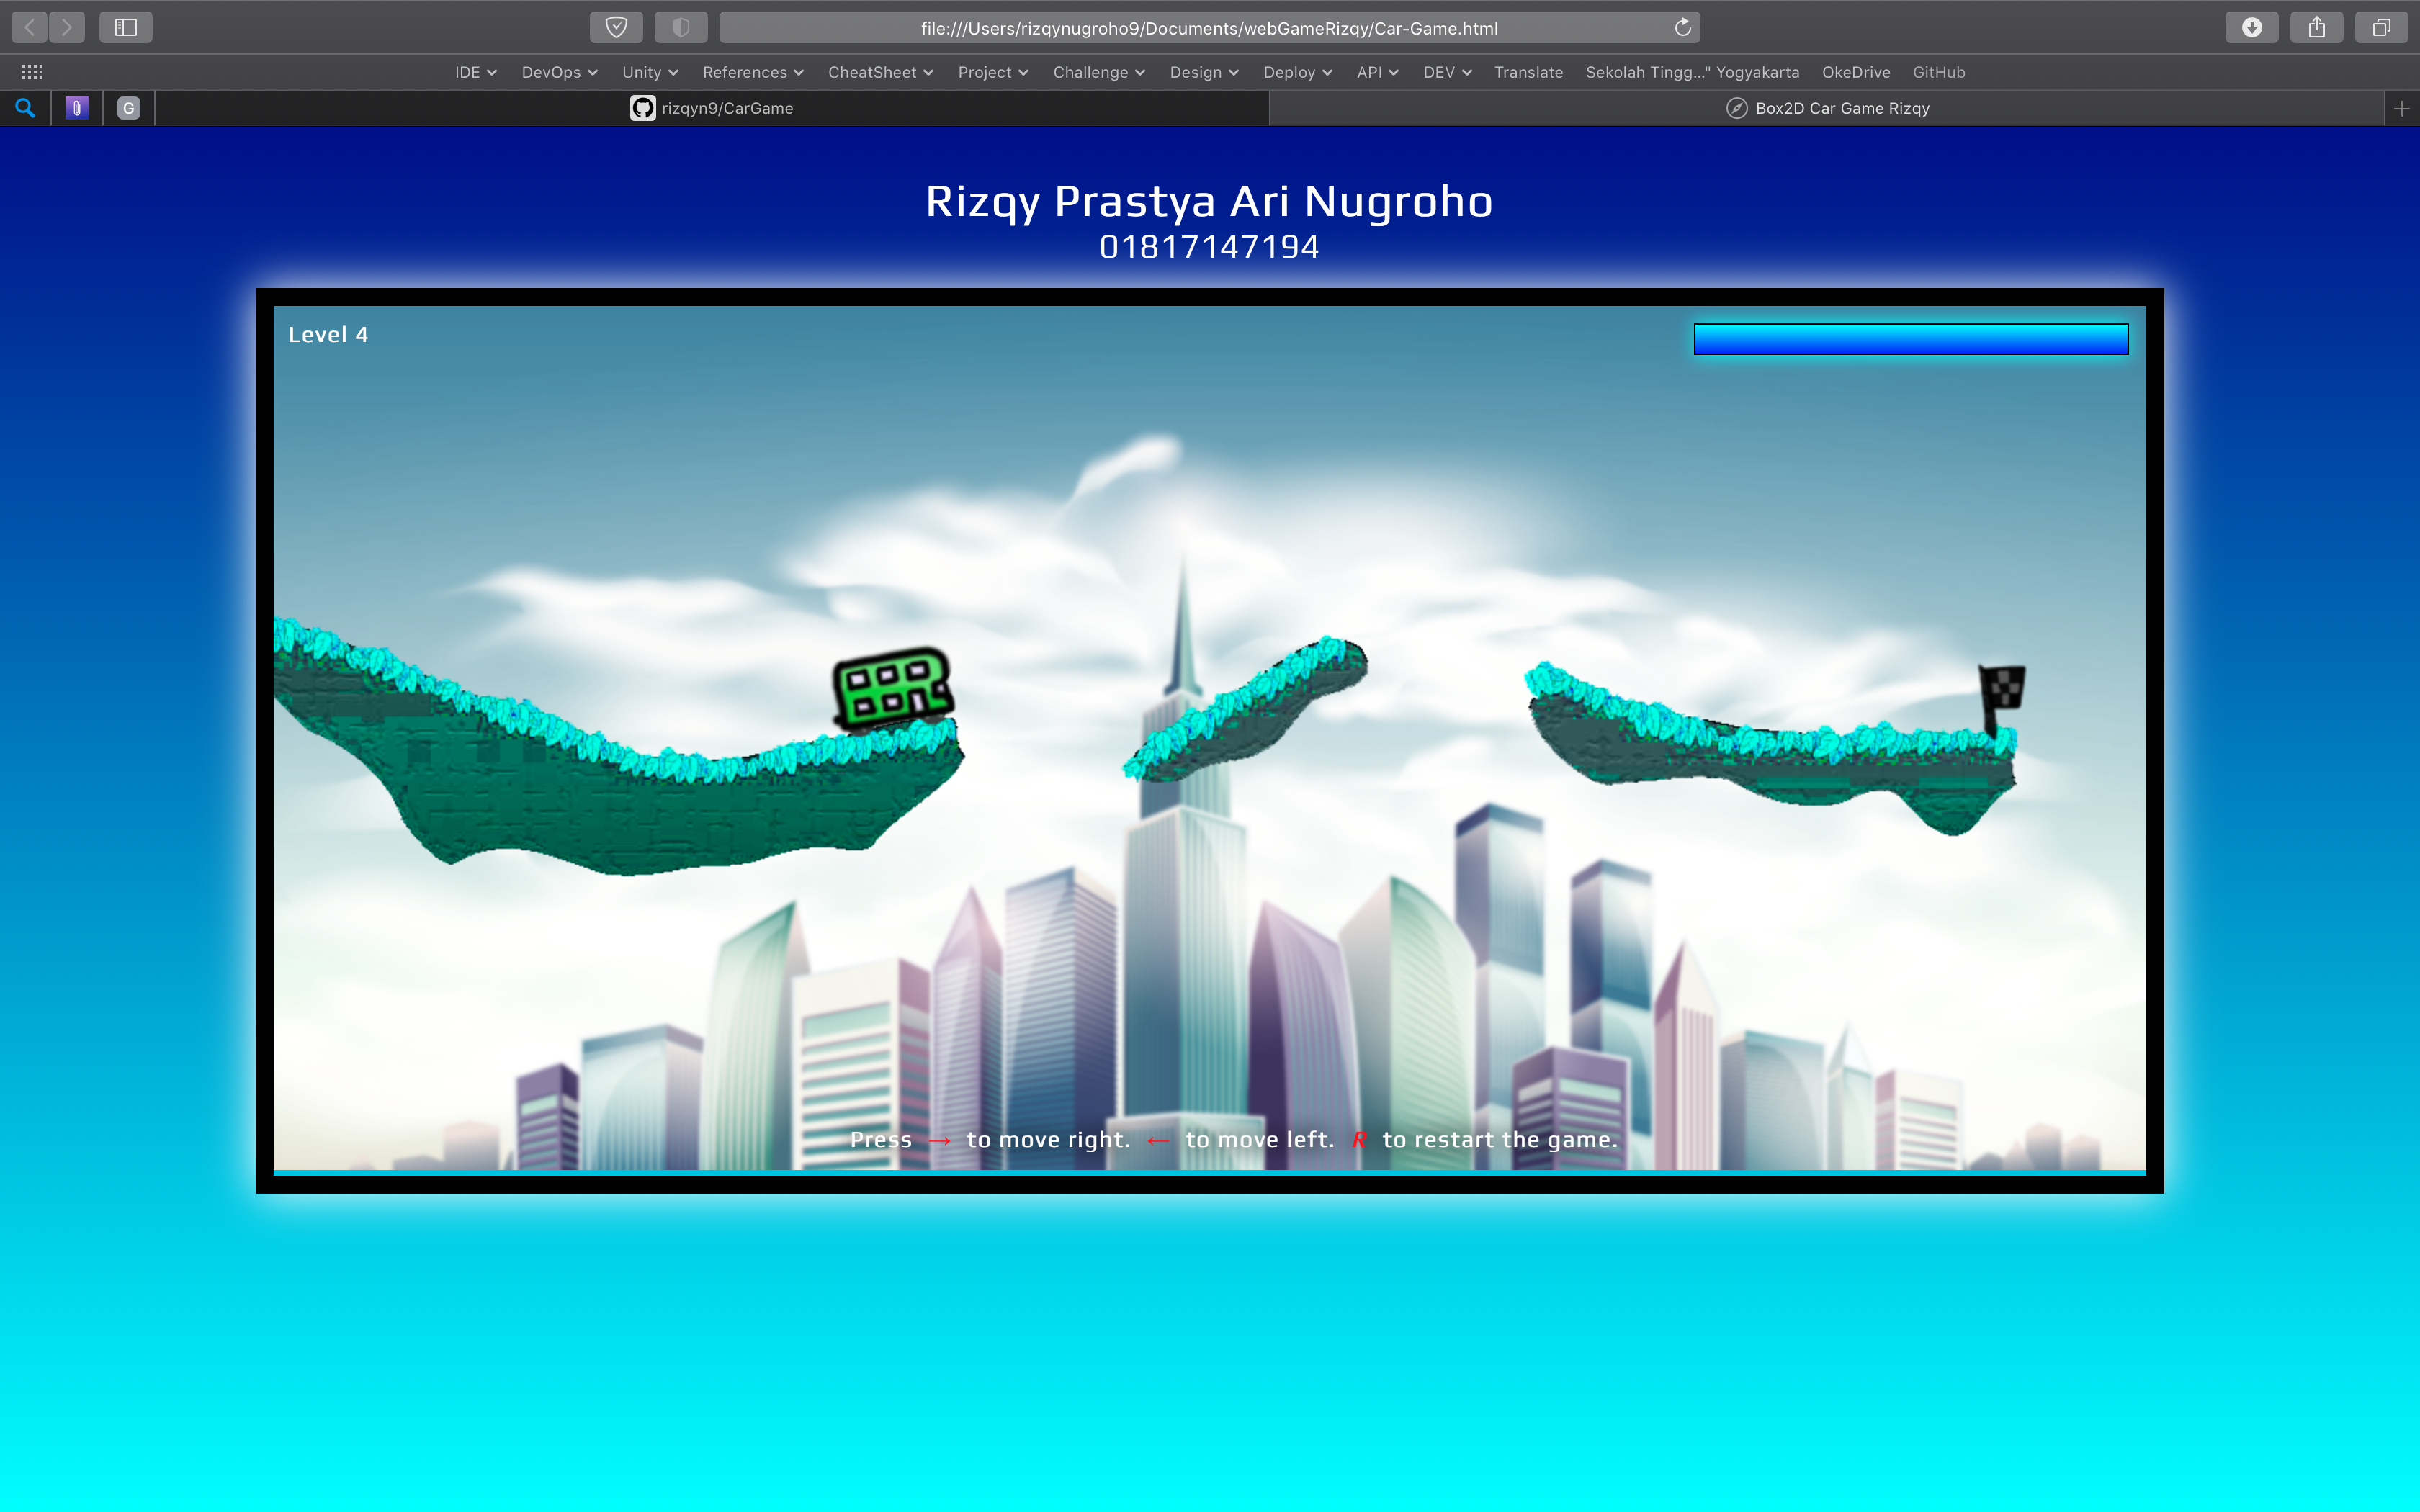 file:///Users/rizqynugroho9/Documents/webGameRizqy/Car-Game.html
IDE DevOps Unity References CheatSheet Project Challenge Design Deploy API DEV Translate Sekolah Tingg..." Yogyakarta OkeDrive GitHub
G rizqyn9/CarGame Box2D Car Game Rizqy
Rizqy Prastya Ari Nugroho
01817147194
Level 4
Press → to move right. ← to move left. R to restart the game.